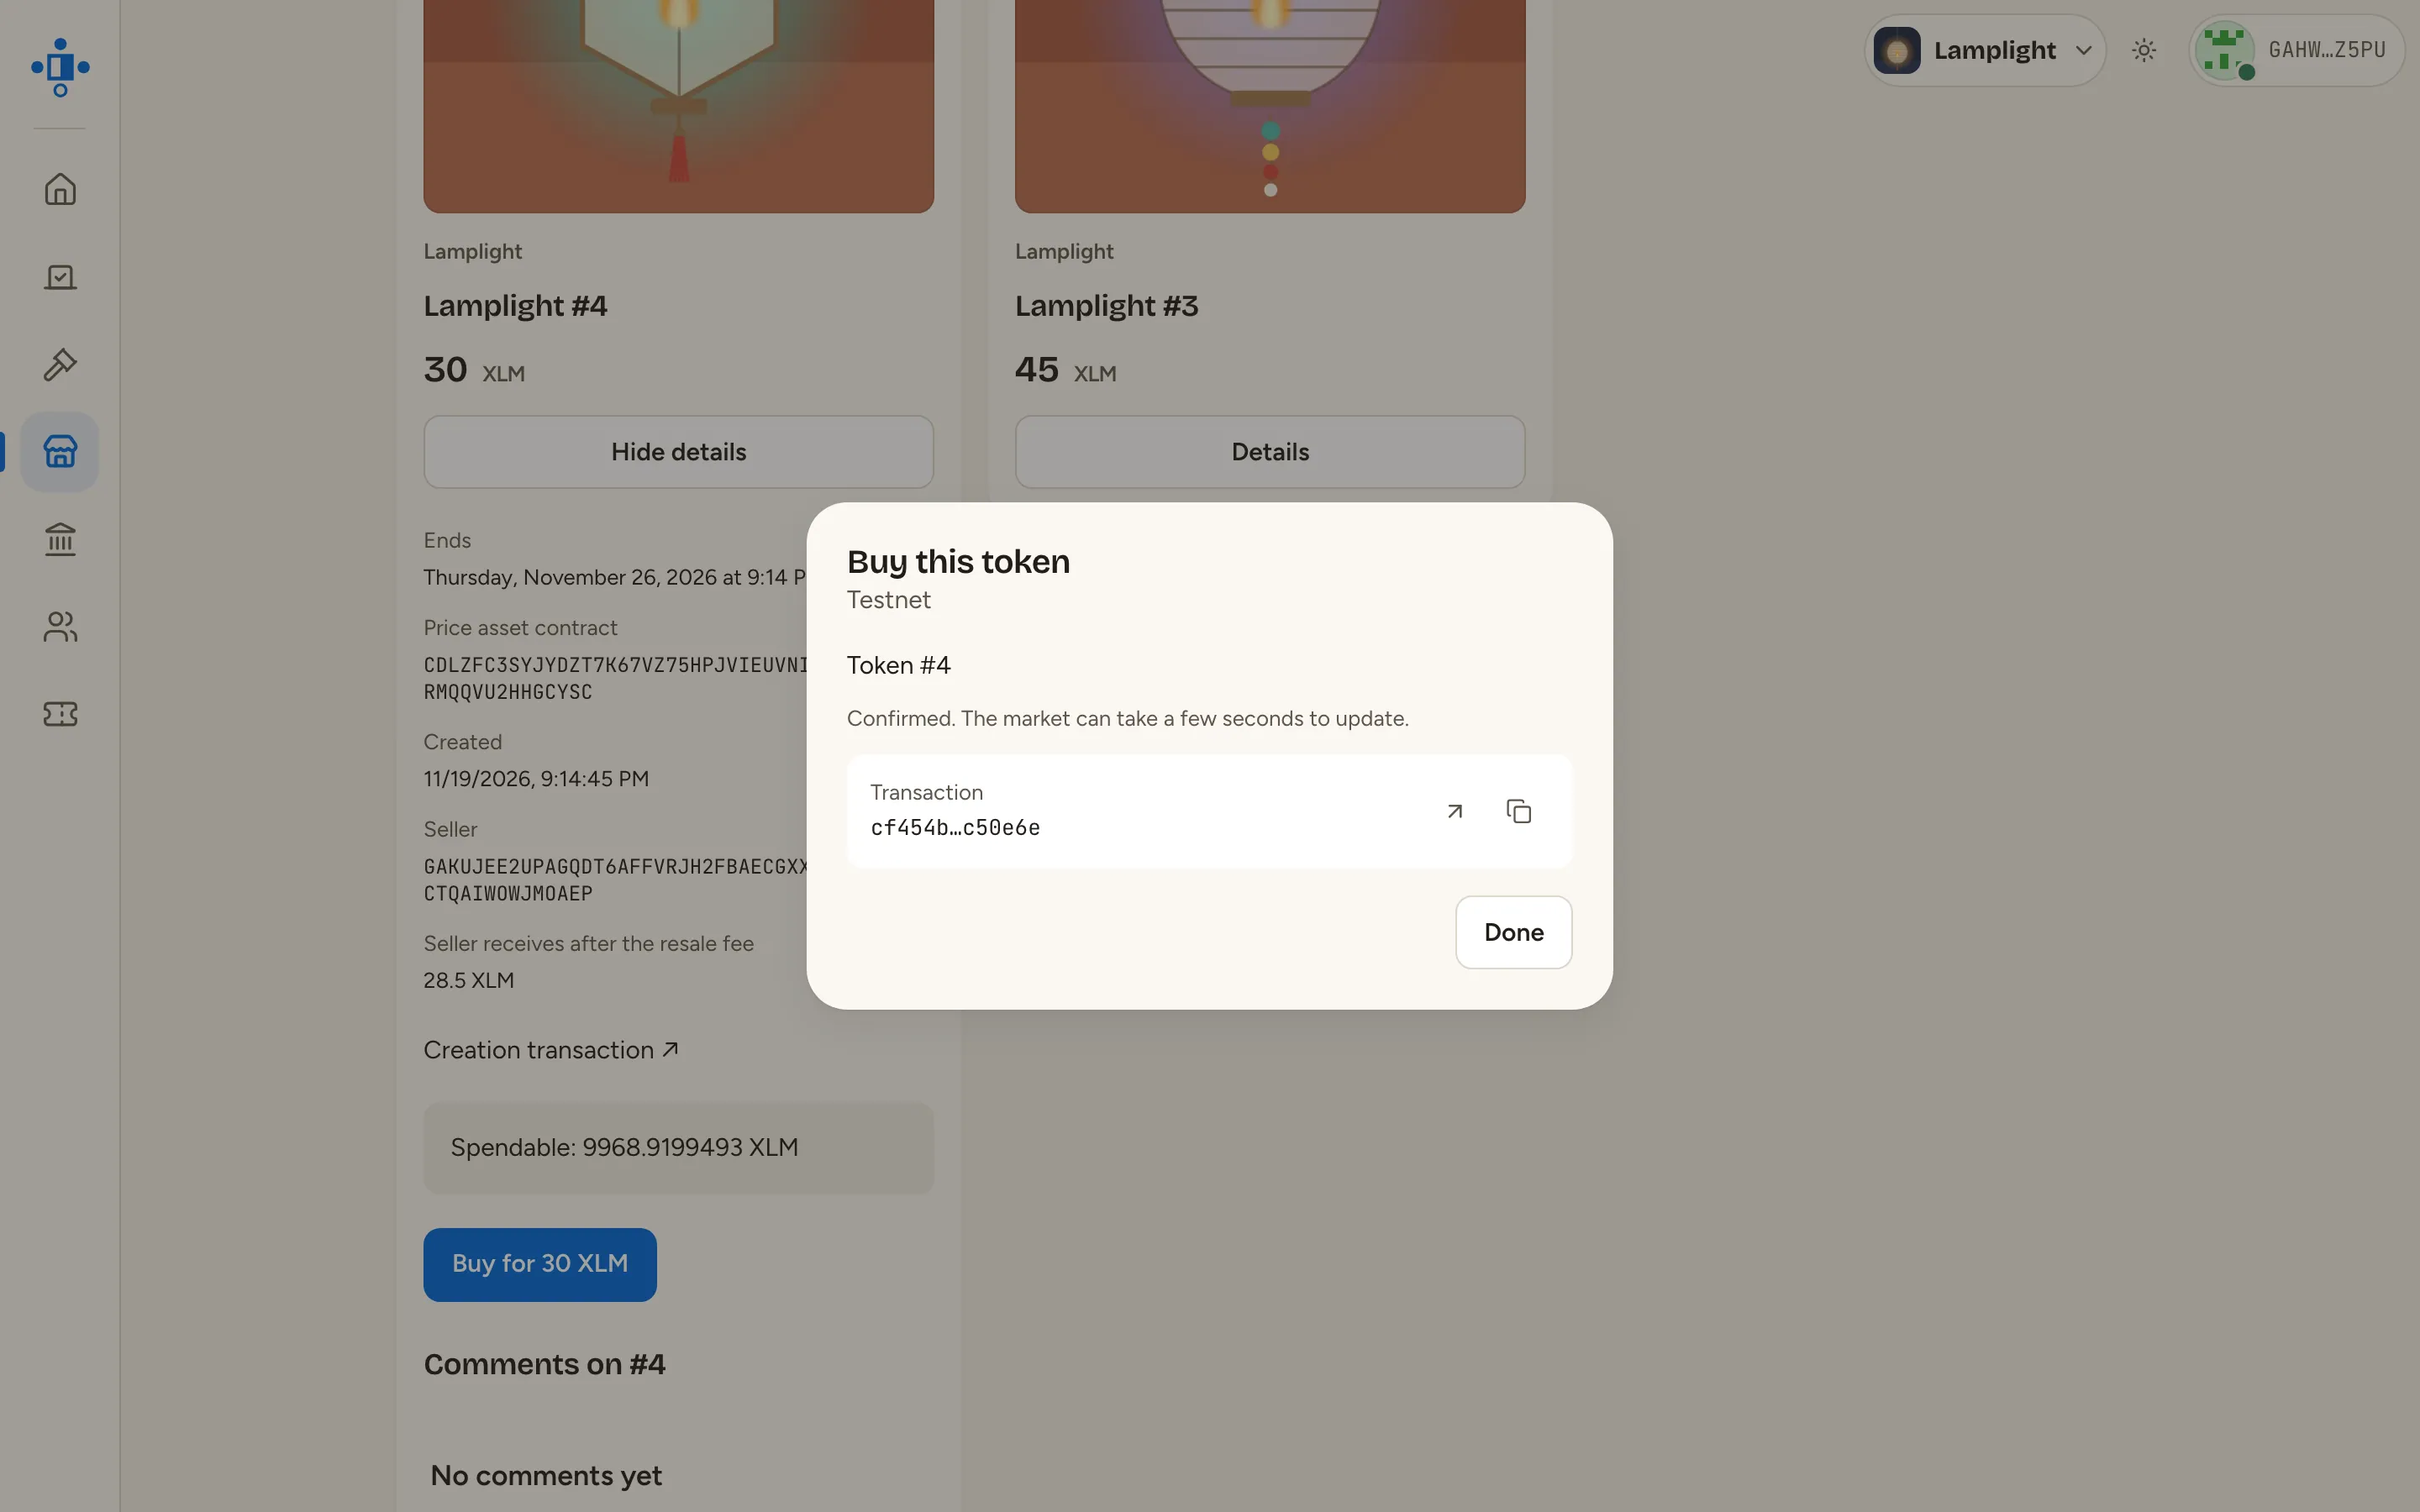 Lamplight
GAHW…Z5PU
Lamplight
Lamplight #4
30 XLM
Hide details
Ends
Thursday, November 26, 2026 at 9:14 P
Price asset contract
CDLZFC3SYJYDZT7K67VZ75HPJVIEUVNI
RMQQVU2HHGCYSC
Created
11/19/2026, 9:14:45 PM
Seller
GAKUJEE2UPAGQDT6AFFVRJH2FBAECGXX
CTQAIWOWJMOAEP
Seller receives after the resale fee
28.5 XLM
Creation transaction
Spendable: 9968.9199493 XLM
Buy for 30 XLM
Comments on #4
No comments yet
Lamplight
Lamplight #3
45 XLM
Details
Buy this token
Testnet
Token #4
Confirmed. The market can take a few seconds to update.
Transaction
cf454b…c50e6e
Done